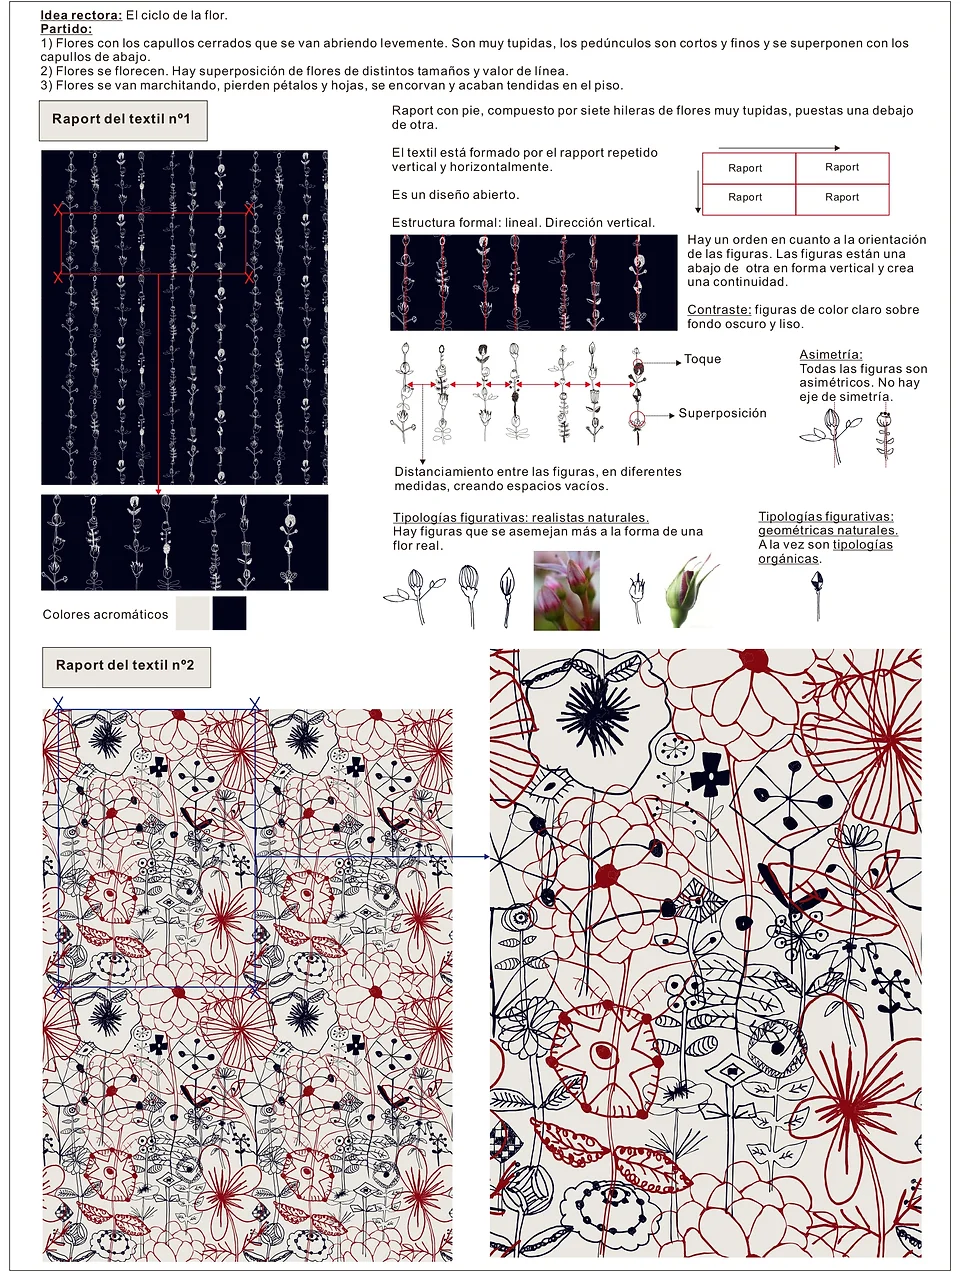 Idea rectora: El ciclo de la flor.
Partido:
1) Flores con los capullos cerrados que se van abriendo levemente. Son muy tupidas, los pedúnculos son cortos y finos y se superponen con los
capullos de abajo.
2) Flores se florecen. Hay superposición de flores de distintos tamaños y valor de línea.
3) Flores se van marchitando, pierden pétalos y hojas, se encorvan y acaban tendidas en el piso.
Raport del textil nº1
Raport con pie, compuesto por siete hileras de flores muy tupidas, puestas una debajo
de otra.
El textil está formado por el rapport repetido
vertical y horizontalmente.
Es un diseño abierto.
Estructura formal: lineal. Dirección vertical.
Raport
Raport
Raport
Raport
Hay un orden en cuanto a la orientación
de las figuras. Las figuras están una
abajo de otra en forma vertical y crea
una continuidad.
Contraste: figuras de color claro sobre
fondo oscuro y liso.
Toque
Superposición
Asimetría:
Todas las figuras son
asimétricos. No hay
eje de simetría.
Distanciamiento entre las figuras, en diferentes
medidas, creando espacios vacíos.
Tipologías figurativas: realistas naturales.
Hay figuras que se asemejan más a la forma de una
flor real.
Tipologías figurativas:
geométricas naturales.
A la vez son tipologías
orgánicas.
Colores acromáticos
Raport del textil nº2